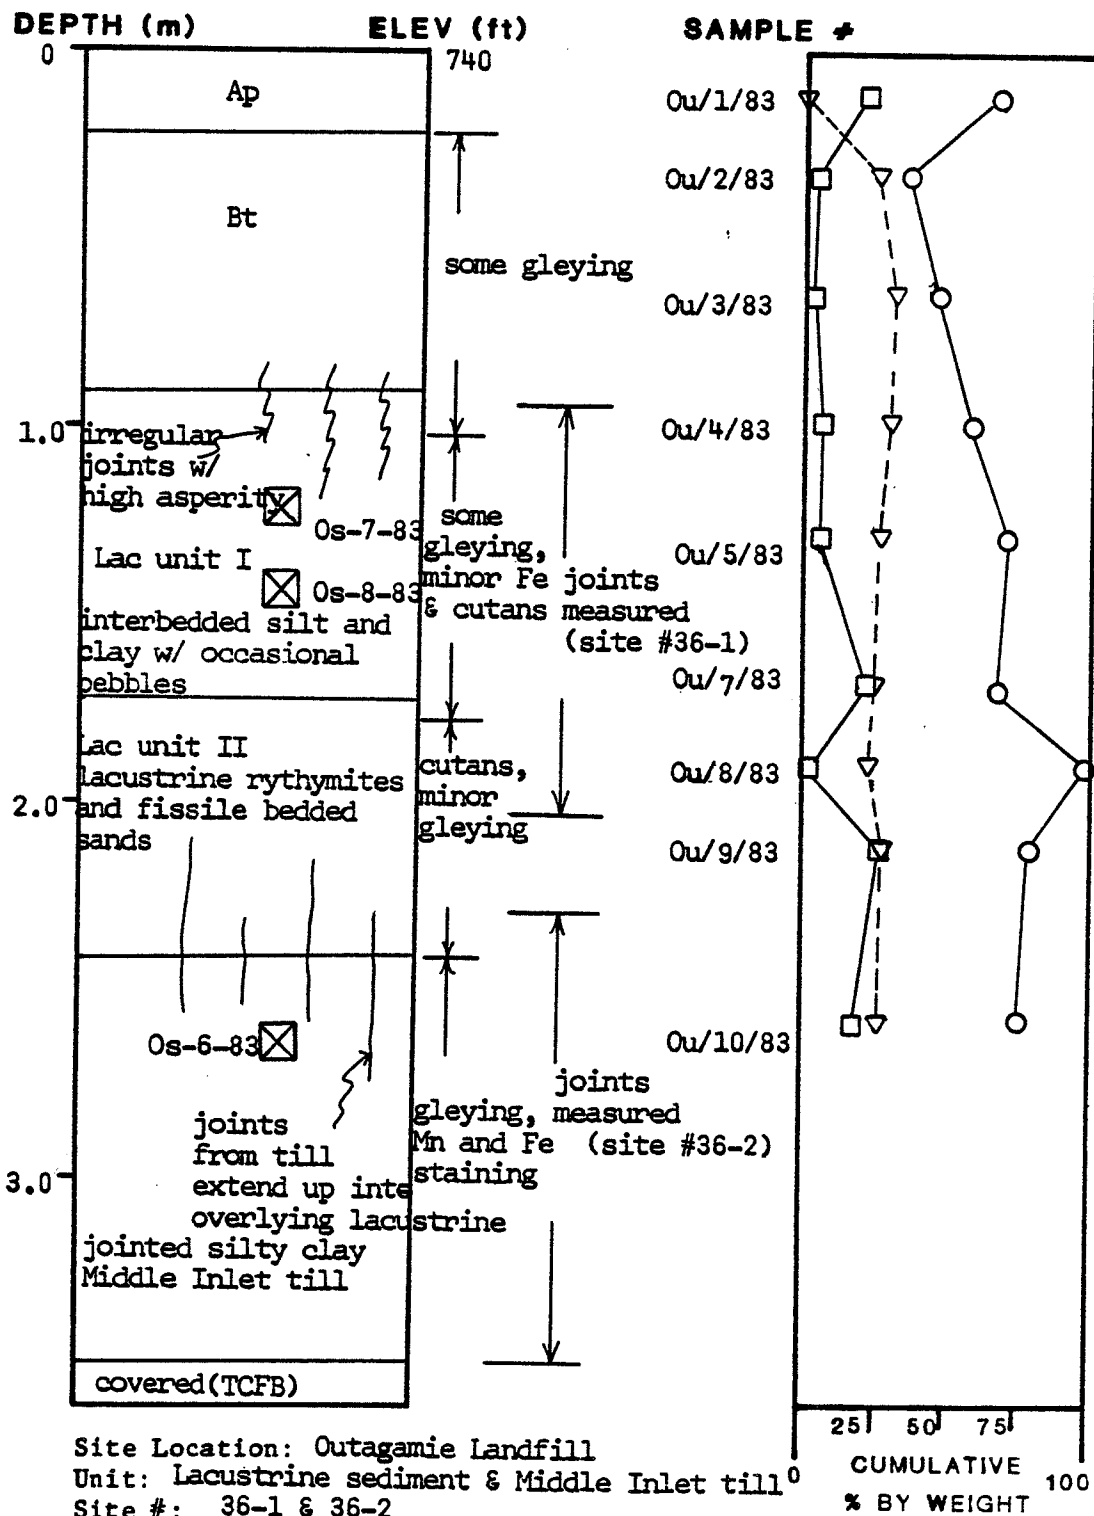 DEPTH (m)
ELEV (ft)
SAMPLE #
0
740
Ap
Ou/1/83
Ou/2/83
Bt
some gleying
Ou/3/83
1.0
irregular
joints w/
high asperity
Ou/4/83
Os-7-83
some
gleying,
minor Fe
& cutans
joints
measured
(site #36-1)
Ou/5/83
Lac unit I
Os-8-83
interbedded silt and
clay w/ occasional
pebbles
Ou/7/83
Lac unit II
lacustrine rythymites
and fissile bedded
sands
cutans,
minor
gleying
Ou/8/83
2.0
Ou/9/83
Os-6-83
Ou/10/83
joints
from till
extend up into
overlying lacustrine
gleying,
Mn and Fe
staining
joints
measured
(site #36-2)
3.0
jointed silty clay
Middle Inlet till
covered(TCFB)
25 50 75
0 100
CUMULATIVE
% BY WEIGHT
Site Location: Outagamie Landfill
Unit: Lacustrine sediment & Middle Inlet till
Site #: 36-1 & 36-2